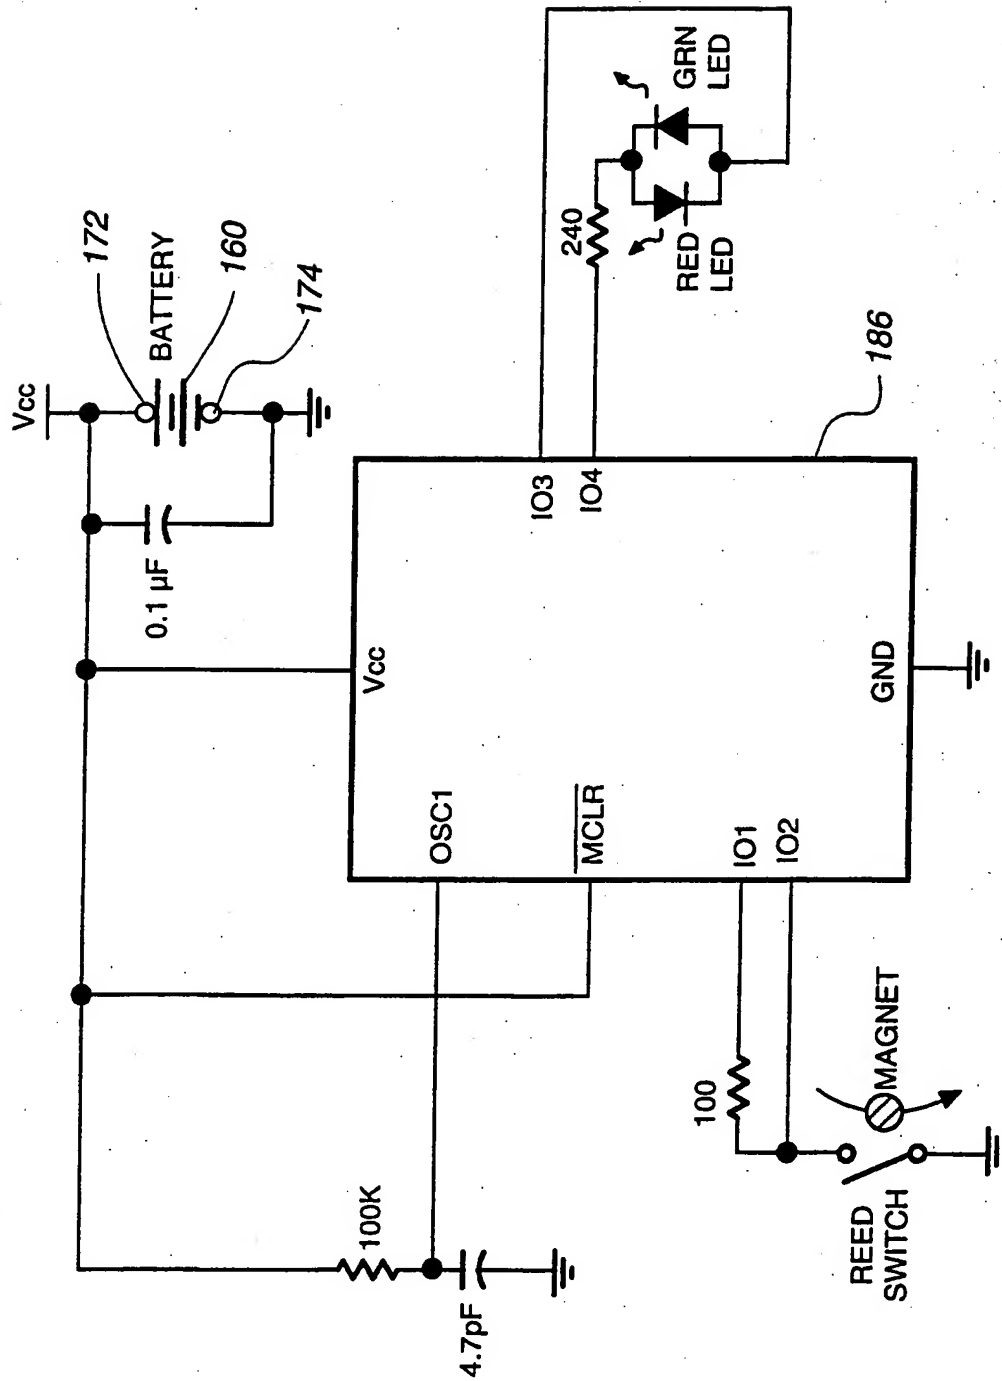 Vcc
172
BATTERY
160
174
0.1 µF
240
GRN
LED
RED
LED
186
Vcc
OSC1
MCLR
IO1
IO2
IO3
IO4
GND
100K
4.7pF
100
MAGNET
REED
SWITCH